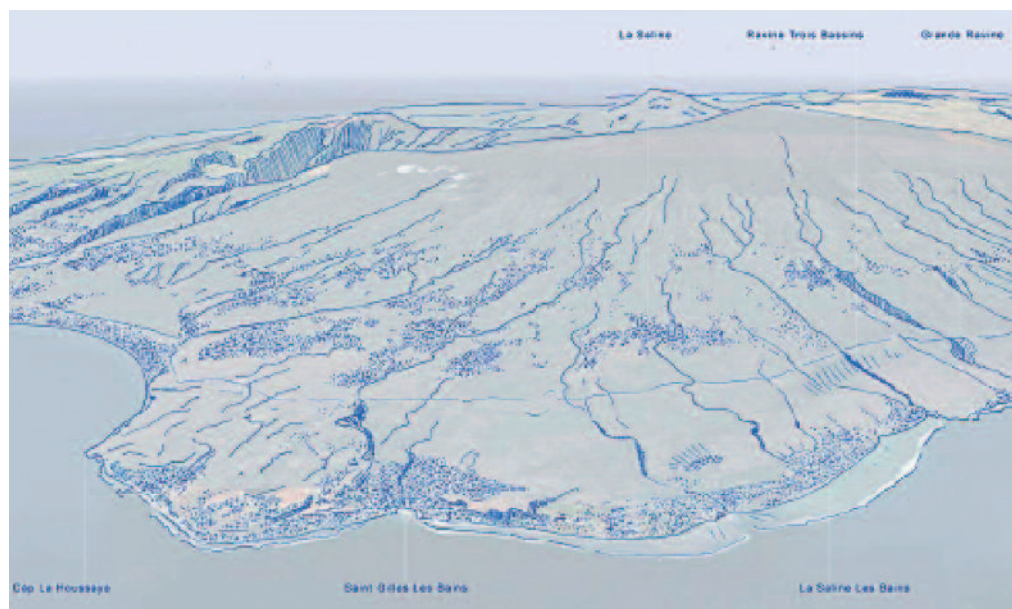 La Saline
Ravine Trois Bassins
Grande Ravine
Cap La Houssaye
Saint Gilles Les Bains
La Saline Les Bains